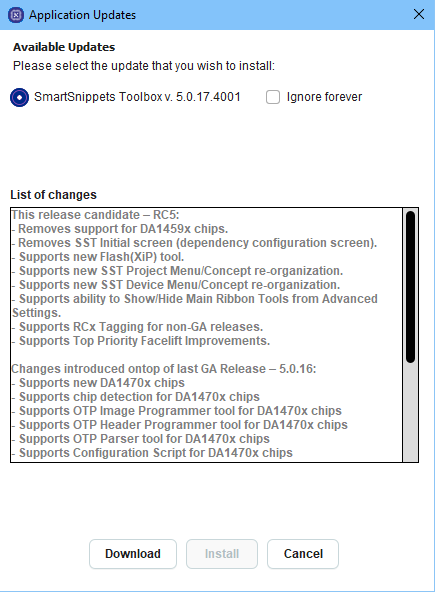 Application Updates
Available Updates
Please select the update that you wish to install:
SmartSnippets Toolbox v. 5.0.17.4001
Ignore forever
List of changes
This release candidate – RC5:
- Removes support for DA1459x chips.
- Removes SST Initial screen (dependency configuration screen).
- Supports new Flash(XiP) tool.
- Supports new SST Project Menu/Concept re-organization.
- Supports new SST Device Menu/Concept re-organization.
- Supports ability to Show/Hide Main Ribbon Tools from Advanced
Settings.
- Supports RCx Tagging for non-GA releases.
- Supports Top Priority Facelift Improvements.
Changes introduced ontop of last GA Release – 5.0.16:
- Supports new DA1470x chips
- Supports chip detection for DA1470x chips
- Supports OTP Image Programmer tool for DA1470x chips
- Supports OTP Header Programmer tool for DA1470x chips
- Supports OTP Parser tool for DA1470x chips
- Supports Configuration Script for DA1470x chips
Download
Install
Cancel